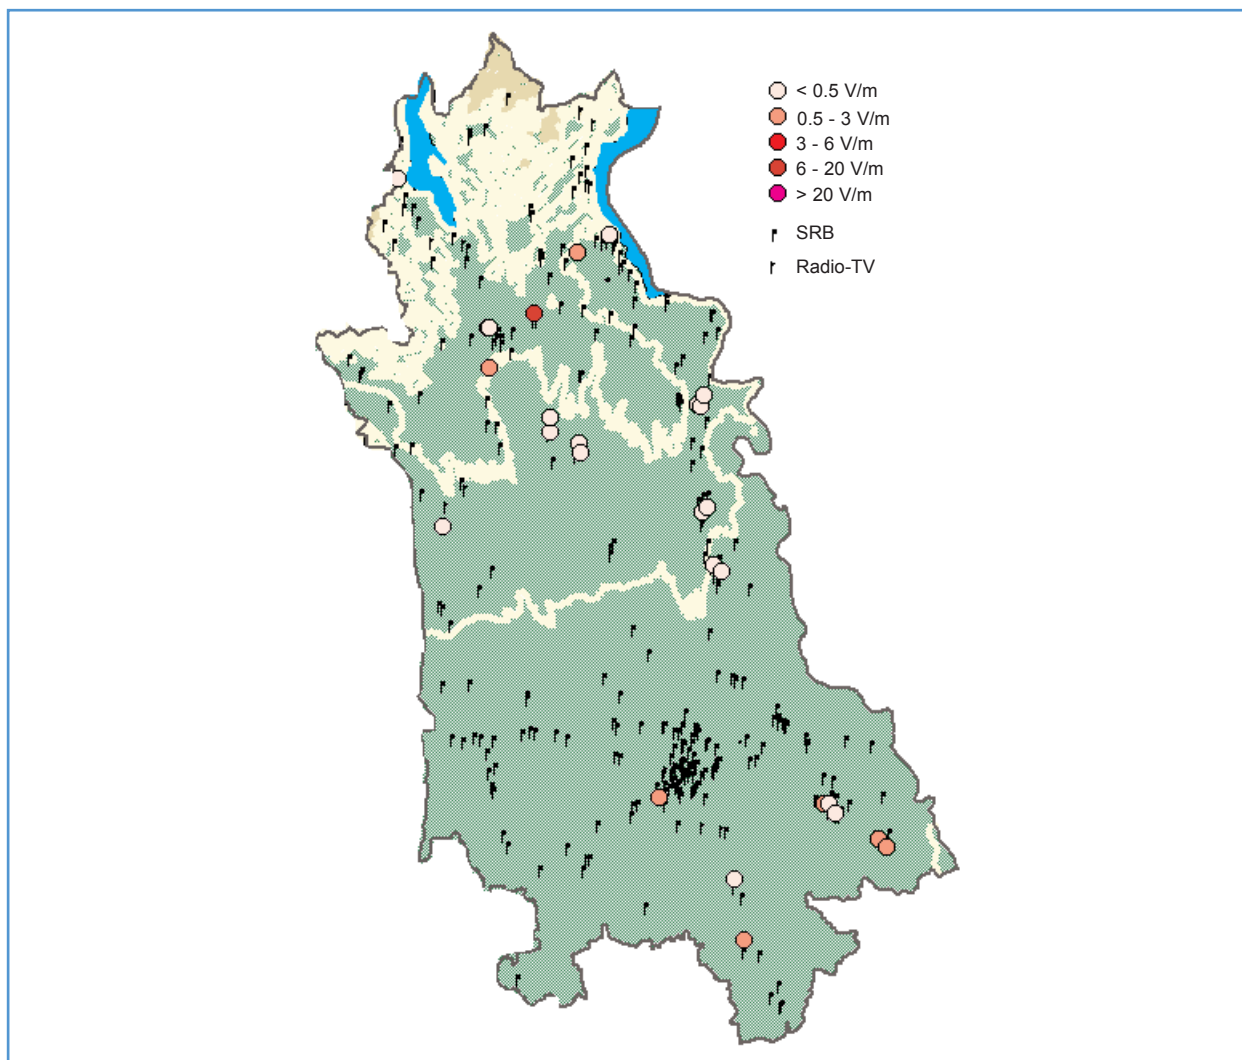 < 0.5 V/m
0.5 - 3 V/m
3 - 6 V/m
6 - 20 V/m
> 20 V/m
SRB
Radio-TV